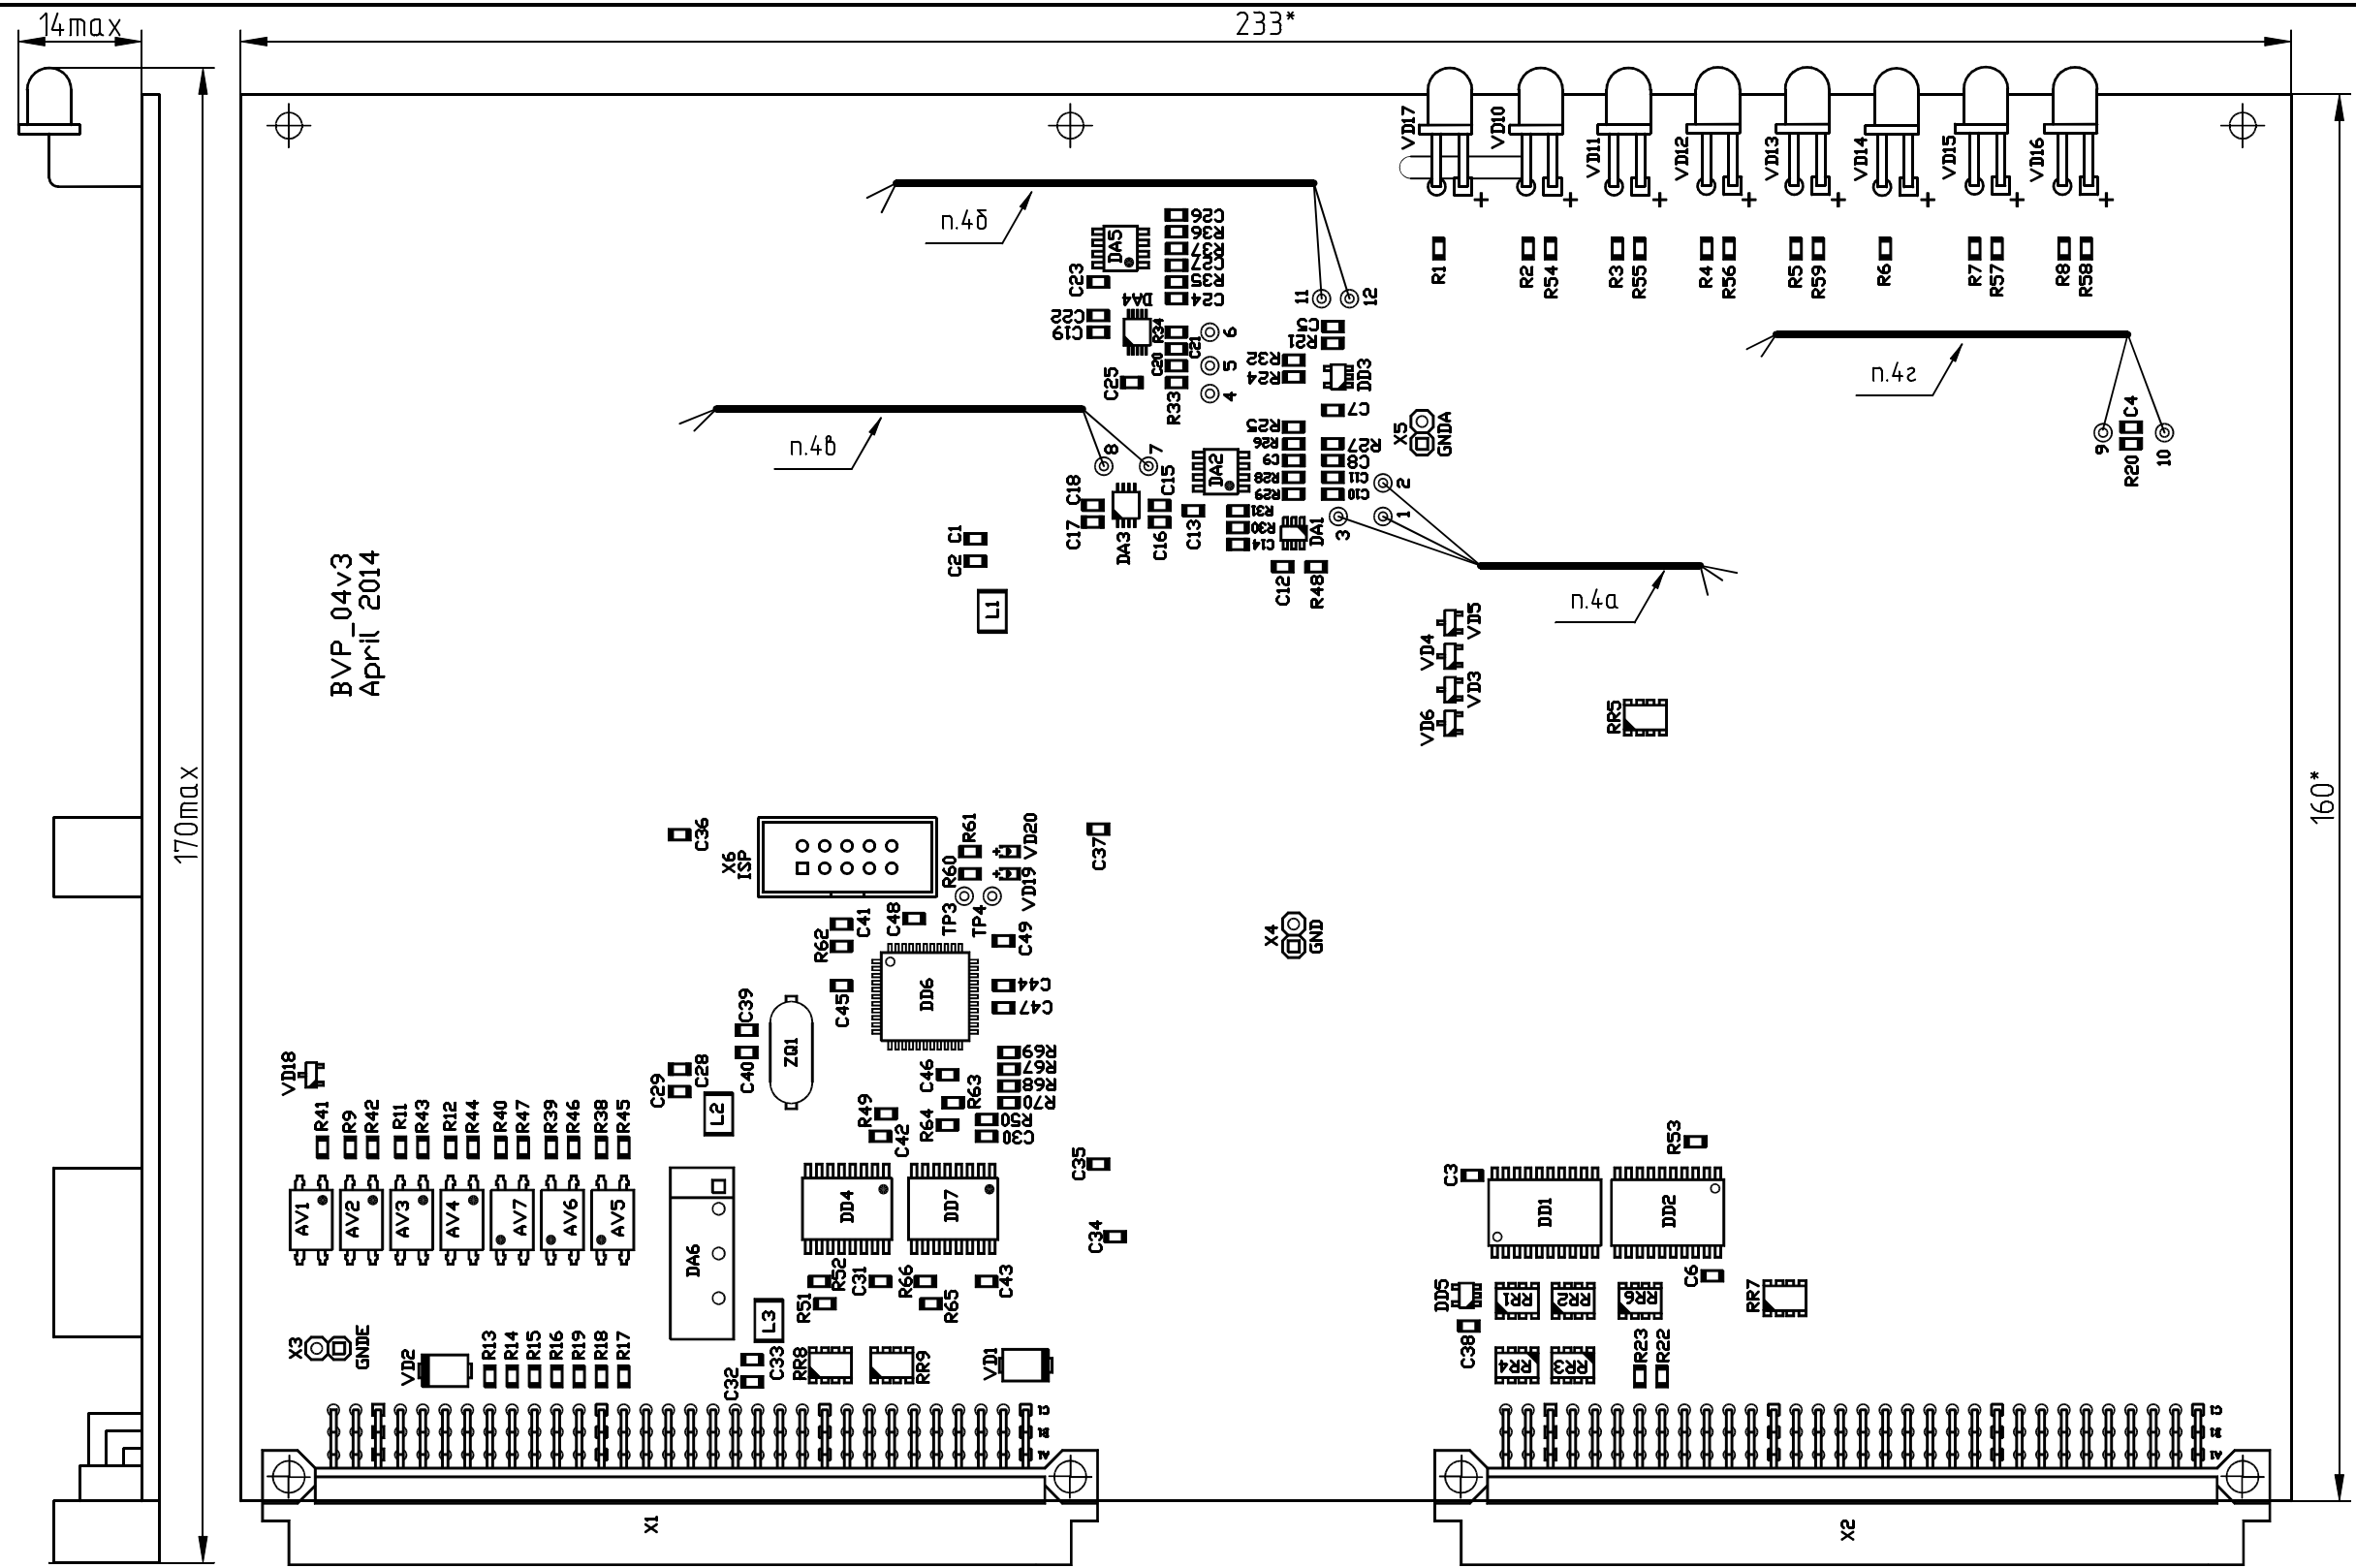 14max
233*
VD17
VD10
VD11
VD12
VD13
VD14
VD15
VD16
+
+
+
+
+
+
+
+
R1
R2
R54
R3
R55
R4
R56
R5
R59
R6
R7
R57
R8
R58
п.4б
C26
R36
R37
C27
R35
C24
DA5
C23
DA4
C22
C19
R34
C21
C20
C25
R33
6
5
4
11
12
C5
R21
R32
R24
DD3
C7
п.4г
п.4в
8
7
R25
R26
C9
R28
R29
R27
C8
C11
C10
X5
GNDA
2
1
3
9
C4
R20
10
DA2
C18
C17
C15
C16
DA3
C13
R31
R30
C14
DA1
C12
R48
C1
C2
L1
п.4а
BVP_04v3
April 2014
VD5
VD4
VD3
VD6
RR5
170max
160*
C36
X6
ISP
R61
VD20
R60
VD19
C37
C41
C48
TP3
TP4
R62
C49
X4
GND
DD6
C45
C44
C47
C39
C40
ZQ1
VD18
C28
C29
L2
C46
R63
R69
R67
R68
R70
R50
C30
R49
R64
C42
R41
R9
R42
R11
R43
R12
R44
R40
R47
R39
R46
R38
R45
C35
C3
R53
AV1
AV2
AV3
AV4
AV7
AV6
AV5
DA6
DD4
DD7
C34
DD1
DD2
R52
C31
R66
C43
R51
R65
L3
C6
DD5
RR1
RR2
RR6
RR7
X3
GNDE
VD2
R13
R14
R15
R16
R19
R18
R17
C33
C32
RR8
RR9
VD1
C38
RR4
RR3
R23
R22
C1
B1
A1
C1
B1
A1
X1
X2